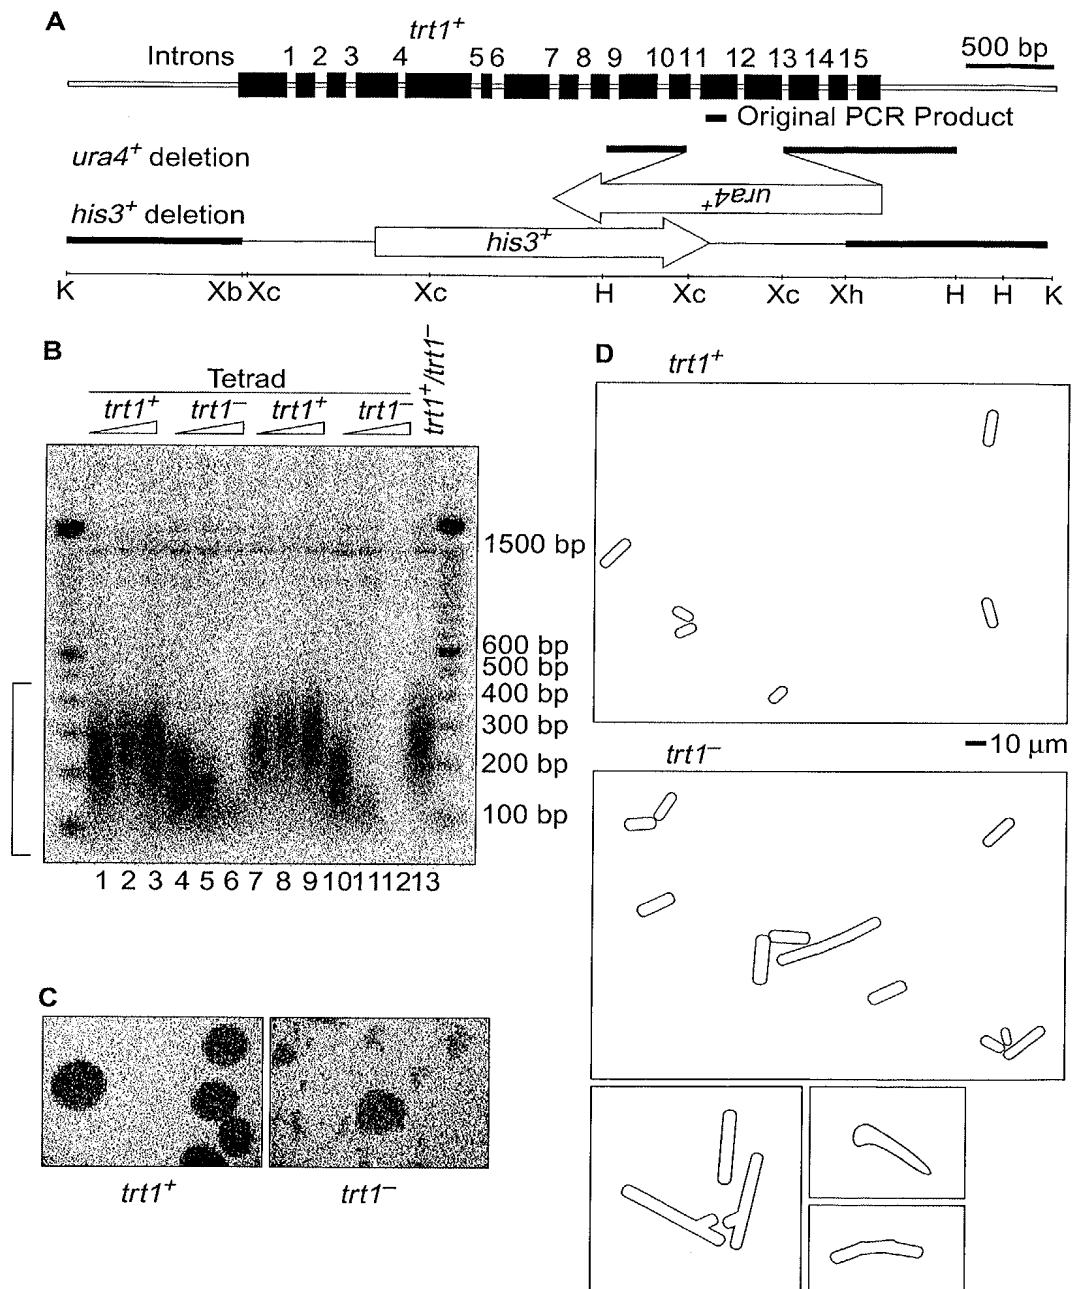 A
trt1+
Introns 1 2 3 4 5 6 7 8 9 10 11 12 13 14 15
500 bp
Original PCR Product
ura4+ deletion
ura4+
his3+ deletion
his3+
K Xb Xc Xc H Xc Xc Xh H H K
B
Tetrad
trt1+ trt1– trt1+ trt1–
trt1+/trt1–
1500 bp
600 bp
500 bp
400 bp
300 bp
200 bp
100 bp
1 2 3 4 5 6 7 8 9 10 11 12 13
C
trt1+ trt1–
D
trt1+
10 μm
trt1–